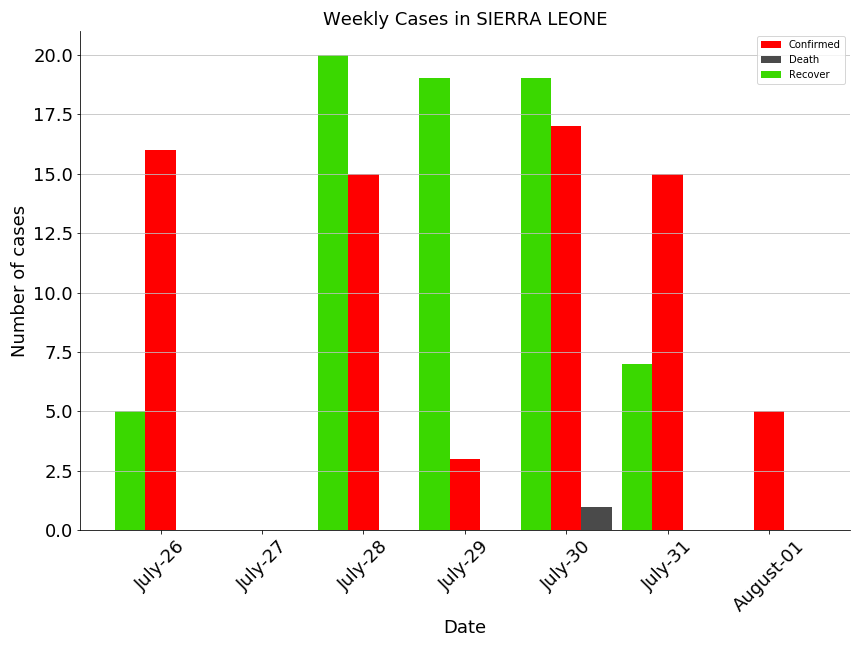 Weekly Cases in SIERRA LEONE
Confirmed
Death
Recover
Number of cases
20.0
17.5
15.0
12.5
10.0
7.5
5.0
2.5
0.0
July-26
July-27
July-28
July-29
July-30
July-31
August-01
Date